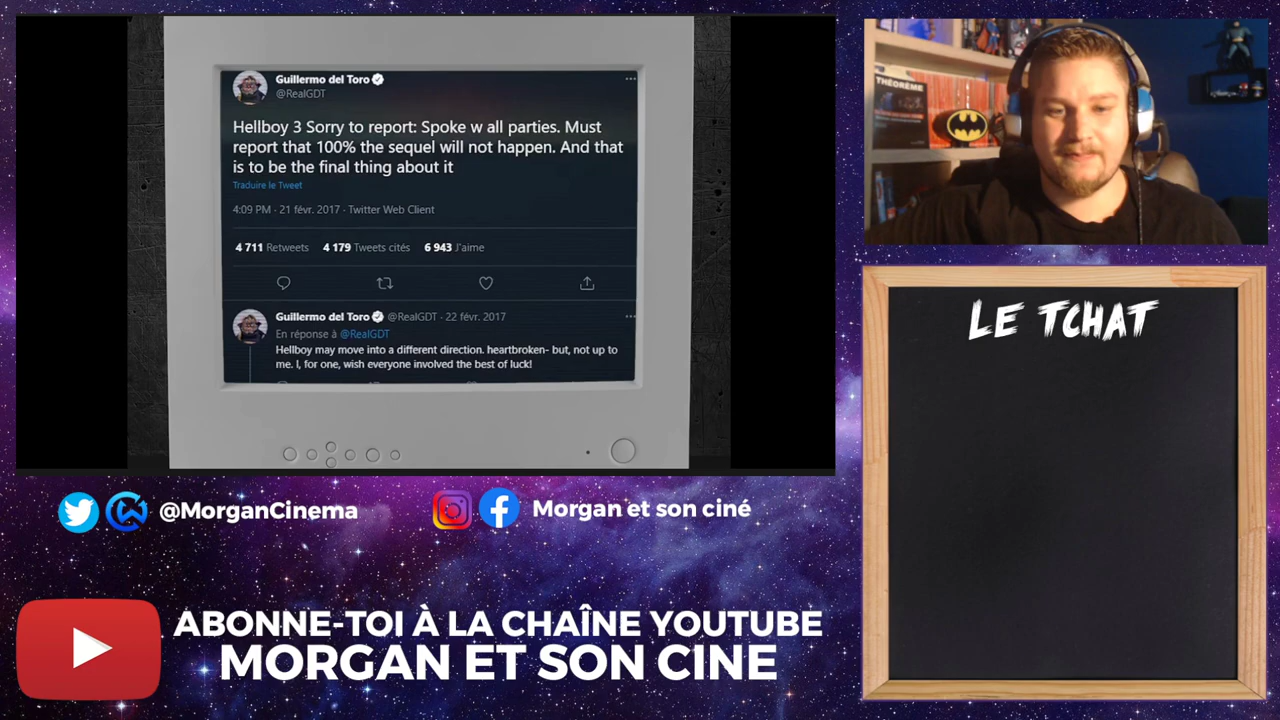 Guillermo del Toro
@RealGDT
Hellboy 3 Sorry to report: Spoke w all parties. Must
report that 100% the sequel will not happen. And that
is to be the final thing about it
Traduire le Tweet
4:09 PM · 21 févr. 2017 · Twitter Web Client
4 711 Retweets 4 179 Tweets cités 6 943 J'aime
Guillermo del Toro @RealGDT · 22 févr. 2017
En réponse à @RealGDT
Hellboy may move into a different direction. heartbroken- but, not up to
me. I, for one, wish everyone involved the best of luck!
THÉORÈME
LE TCHAT
@MorganCinema
Morgan et son ciné
ABONNE-TOI À LA CHAÎNE YOUTUBE
MORGAN ET SON CINE